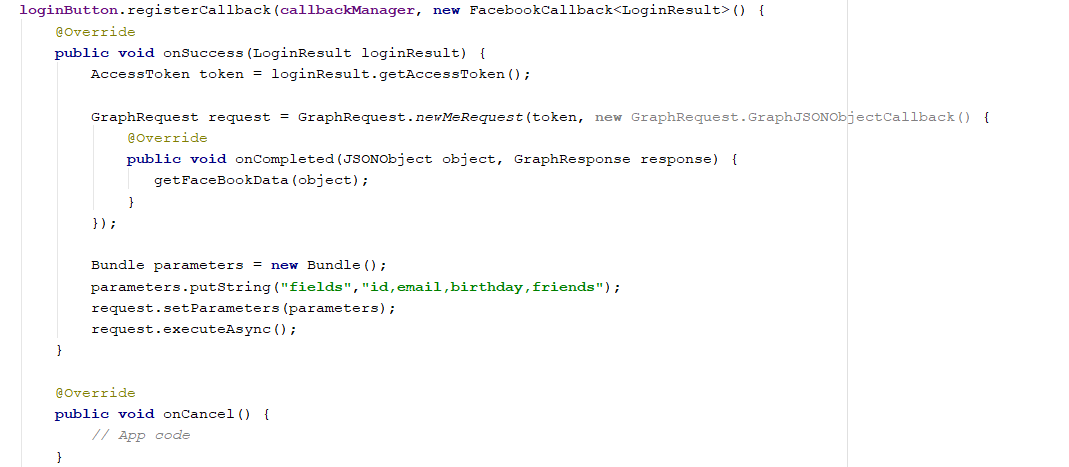 loginButton.registerCallback(callbackManager, new FacebookCallback<LoginResult>() {
@Override
public void onSuccess(LoginResult loginResult) {
AccessToken token = loginResult.getAccessToken();
GraphRequest request = GraphRequest.newMeRequest(token, new GraphRequest.GraphJSONObjectCallback() {
@Override
public void onCompleted(JSONObject object, GraphResponse response) {
getFaceBookData(object);
}
});
Bundle parameters = new Bundle();
parameters.putString("fields","id,email,birthday,friends");
request.setParameters(parameters);
request.executeAsync();
}
@Override
public void onCancel() {
// App code
}